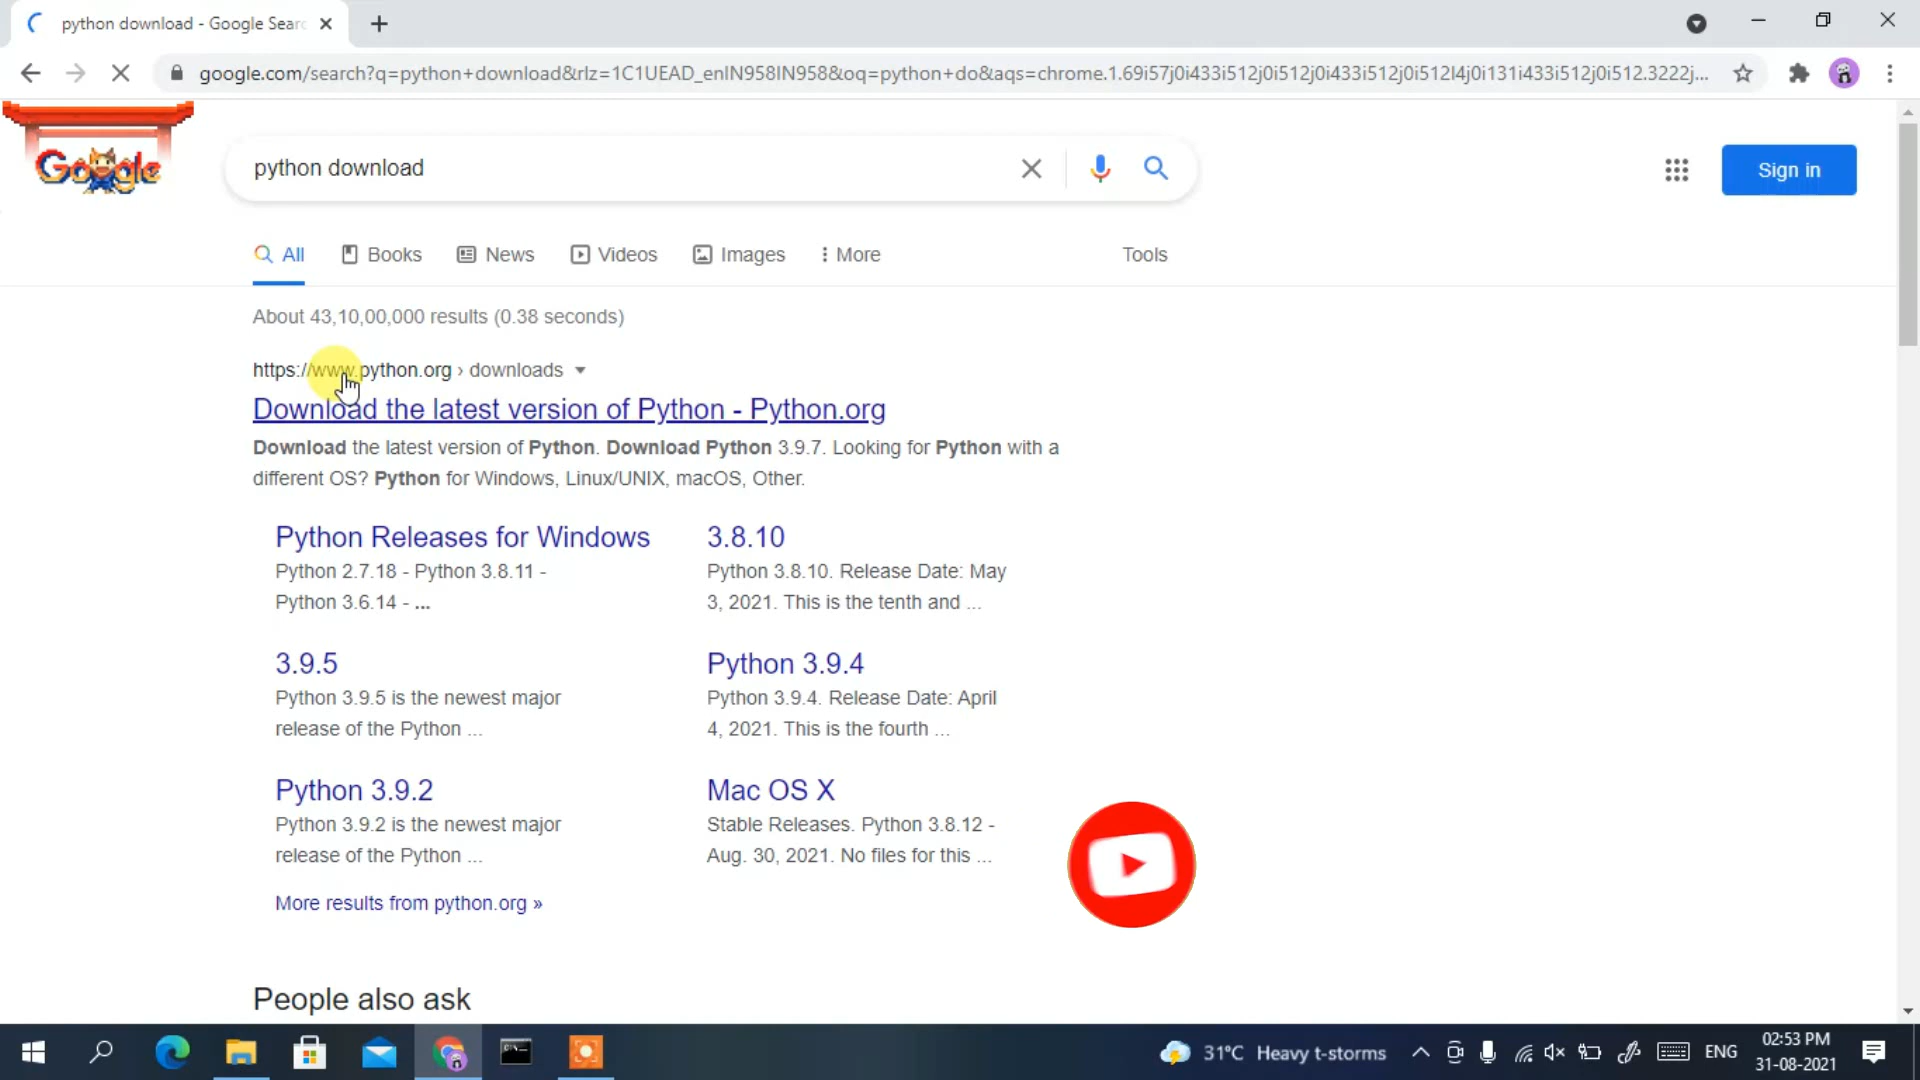 python download - Google Sear
google.com/search?q=python+download&rlz=1C1UEAD_enIN958IN958&oq=python+do&aqs=chrome.1.69i57j0i433i512j0i512j0i433i512j0i512l4j0i131i433i512j0i512.3222j...
Google
python download
Sign in
All
Books
News
Videos
Images
More
Tools
About 43,10,00,000 results (0.38 seconds)
https://www.python.org › downloads
Download the latest version of Python - Python.org
Download the latest version of Python. Download Python 3.9.7. Looking for Python with a
different OS? Python for Windows, Linux/UNIX, macOS, Other.
Python Releases for Windows
Python 2.7.18 - Python 3.8.11 -
Python 3.6.14 - ...
3.8.10
Python 3.8.10. Release Date: May
3, 2021. This is the tenth and ...
3.9.5
Python 3.9.5 is the newest major
release of the Python ...
Python 3.9.4
Python 3.9.4. Release Date: April
4, 2021. This is the fourth ...
Python 3.9.2
Python 3.9.2 is the newest major
release of the Python ...
Mac OS X
Stable Releases. Python 3.8.12 -
Aug. 30, 2021. No files for this ...
More results from python.org »
People also ask
31°C Heavy t-storms
ENG
02:53 PM
31-08-2021